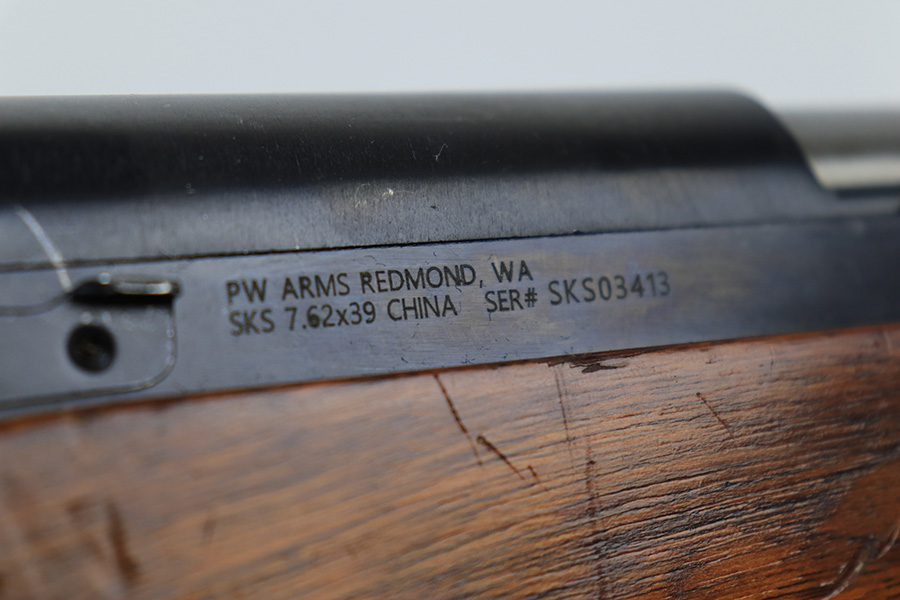 PW ARMS REDMOND, WA
SKS 7.62x39 CHINA SER# SKS03413